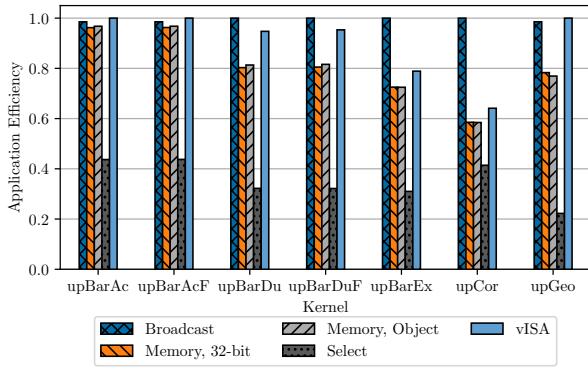 1.0
0.8
0.6
0.4
0.2
0.0
Application Efficiency
upBarAc upBarAcF upBarDu upBarDuF upBarEx upCor upGeo
Kernel
Broadcast Memory, Object vISA
Memory, 32-bit Select